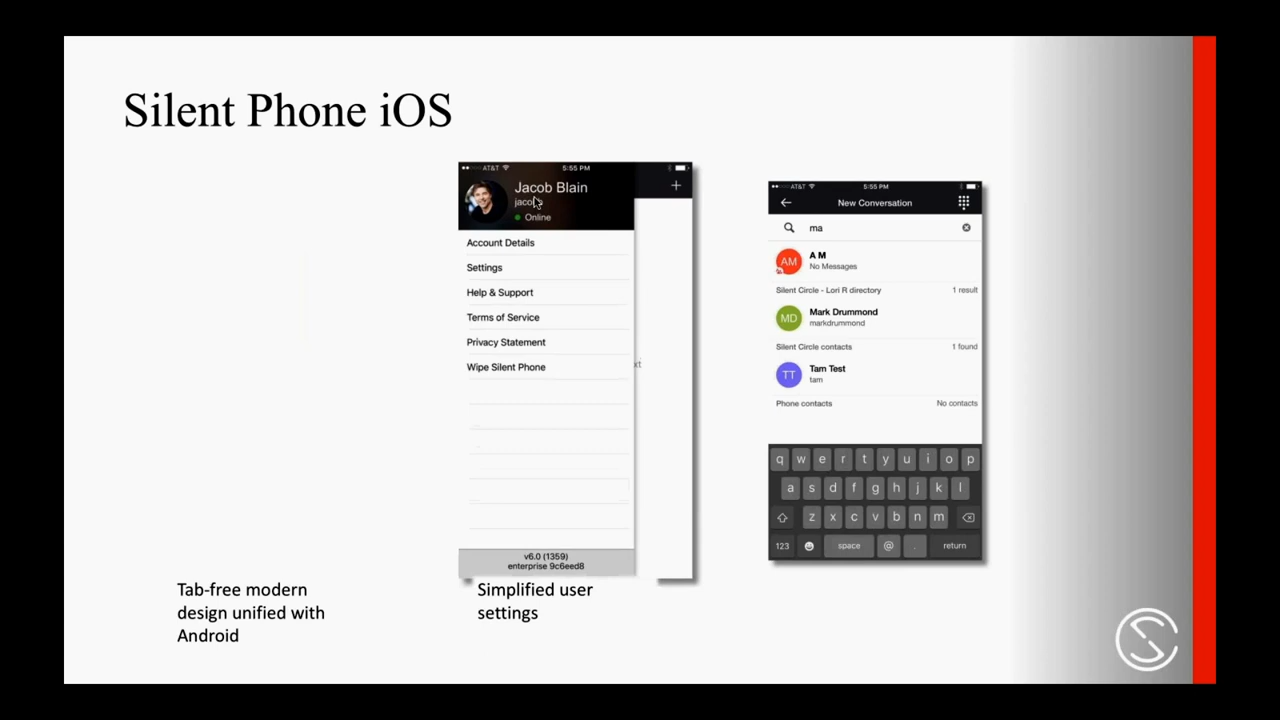 Silent Phone iOS
AT&T
5:55 PM
Jacob Blain
Online
Account Details
Settings
Help & Support
Terms of Service
Privacy Statement
Wipe Silent Phone
xt
v6.0 (1359)
enterprise 9c6eed8
AT&T
5:55 PM
New Conversation
ma
AM
A M
No Messages
Silent Circle - Lori R directory
1 result
MD
Mark Drummond
markdrummond
Silent Circle contacts
1 found
TT
Tam Test
tam
Phone contacts
No contacts
q w e r t y u i o p
a s d f g h j k l
z x c v b n m
123 space @ . return
Tab-free modern
design unified with
Android
Simplified user
settings